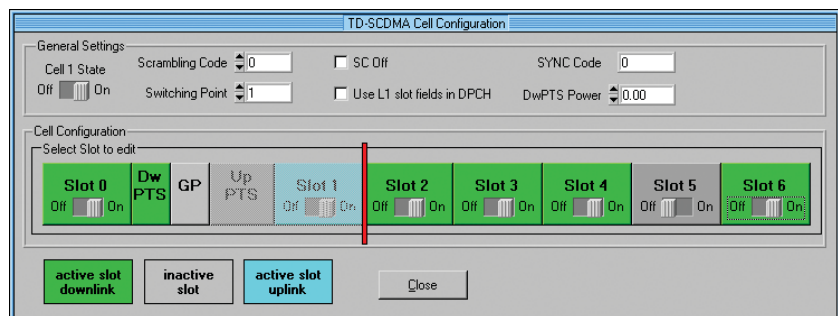 TD-SCDMA Cell Configuration
General Settings
Cell 1 State
Off On
Scrambling Code 0
Switching Point 1
SC Off
Use L1 slot fields in DPCH
SYNC Code 0
DwPTS Power 0.00
Cell Configuration
Select Slot to edit
Slot 0
Off On
Dw
PTS
GP
Up
PTS
Slot 1
Off On
Slot 2
Off On
Slot 3
Off On
Slot 4
Off On
Slot 5
Off On
Slot 6
Off On
active slot
downlink
inactive
slot
active slot
uplink
Close